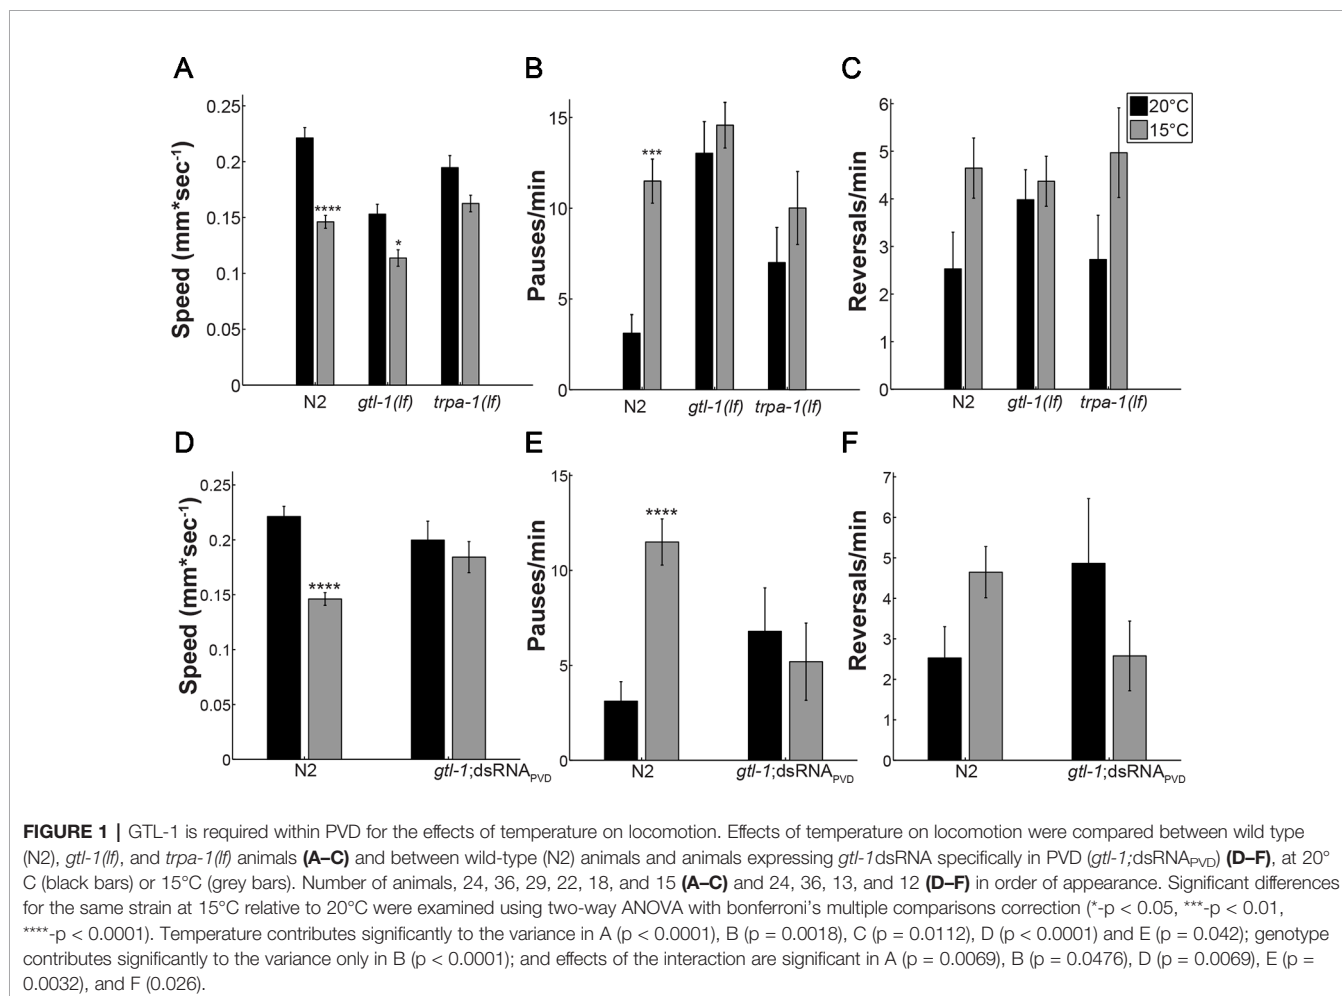 A
B
C
20°C
15°C
Speed (mm*sec-1)
0.25
0.2
0.15
0.1
0.05
0
****
*
N2
gtl-1(lf)
trpa-1(lf)
Pauses/min
15
10
5
0
***
N2
gtl-1(lf)
trpa-1(lf)
Reversals/min
6
5
4
3
2
1
0
N2
gtl-1(lf)
trpa-1(lf)
D
E
F
Speed (mm*sec-1)
0.25
0.2
0.15
0.1
0.05
0
****
N2
gtl-1;dsRNAPVD
Pauses/min
15
10
5
0
****
N2
gtl-1;dsRNAPVD
Reversals/min
7
6
5
4
3
2
1
0
N2
gtl-1;dsRNAPVD
FIGURE 1 | GTL-1 is required within PVD for the effects of temperature on locomotion. Effects of temperature on locomotion were compared between wild type
(N2), gtl-1(lf), and trpa-1(lf) animals (A–C) and between wild-type (N2) animals and animals expressing gtl-1dsRNA specifically in PVD (gtl-1;dsRNAPVD) (D–F), at 20°
C (black bars) or 15°C (grey bars). Number of animals, 24, 36, 29, 22, 18, and 15 (A–C) and 24, 36, 13, and 12 (D–F) in order of appearance. Significant differences
for the same strain at 15°C relative to 20°C were examined using two-way ANOVA with bonferroni's multiple comparisons correction (*-p < 0.05, ***-p < 0.01,
****-p < 0.0001). Temperature contributes significantly to the variance in A (p < 0.0001), B (p = 0.0018), C (p = 0.0112), D (p < 0.0001) and E (p = 0.042); genotype
contributes significantly to the variance only in B (p < 0.0001); and effects of the interaction are significant in A (p = 0.0069), B (p = 0.0476), D (p = 0.0069), E (p =
0.0032), and F (0.026).